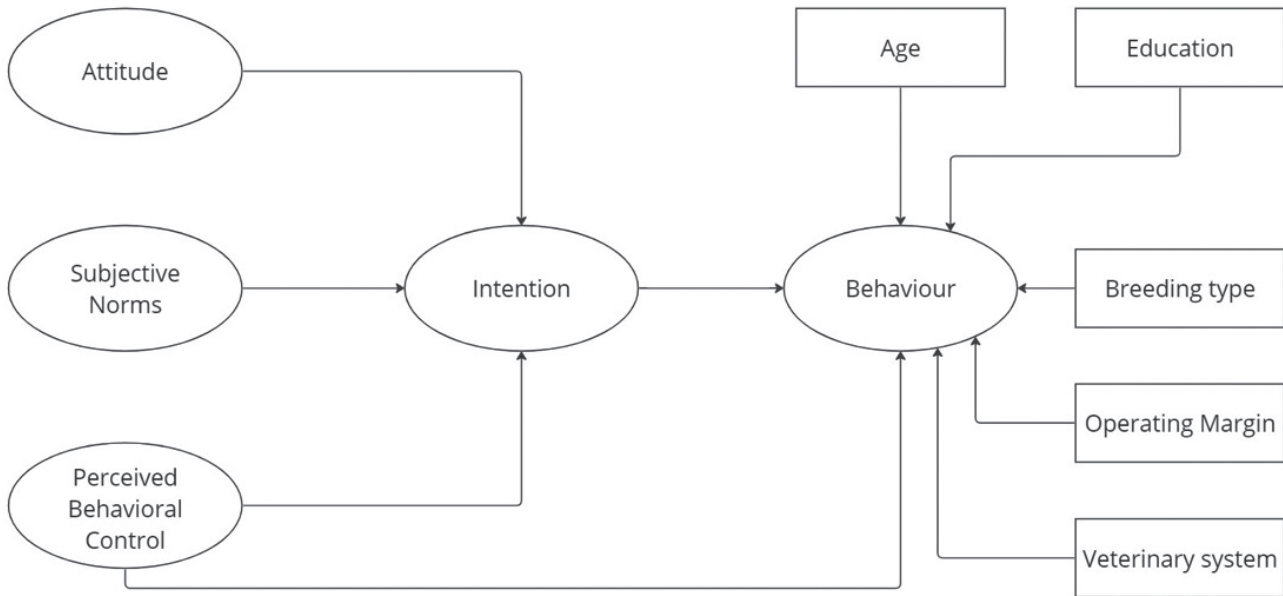 Attitude
Age
Education
Subjective
Norms
Intention
Behaviour
Breeding type
Operating Margin
Perceived
Behavioral
Control
Veterinary system